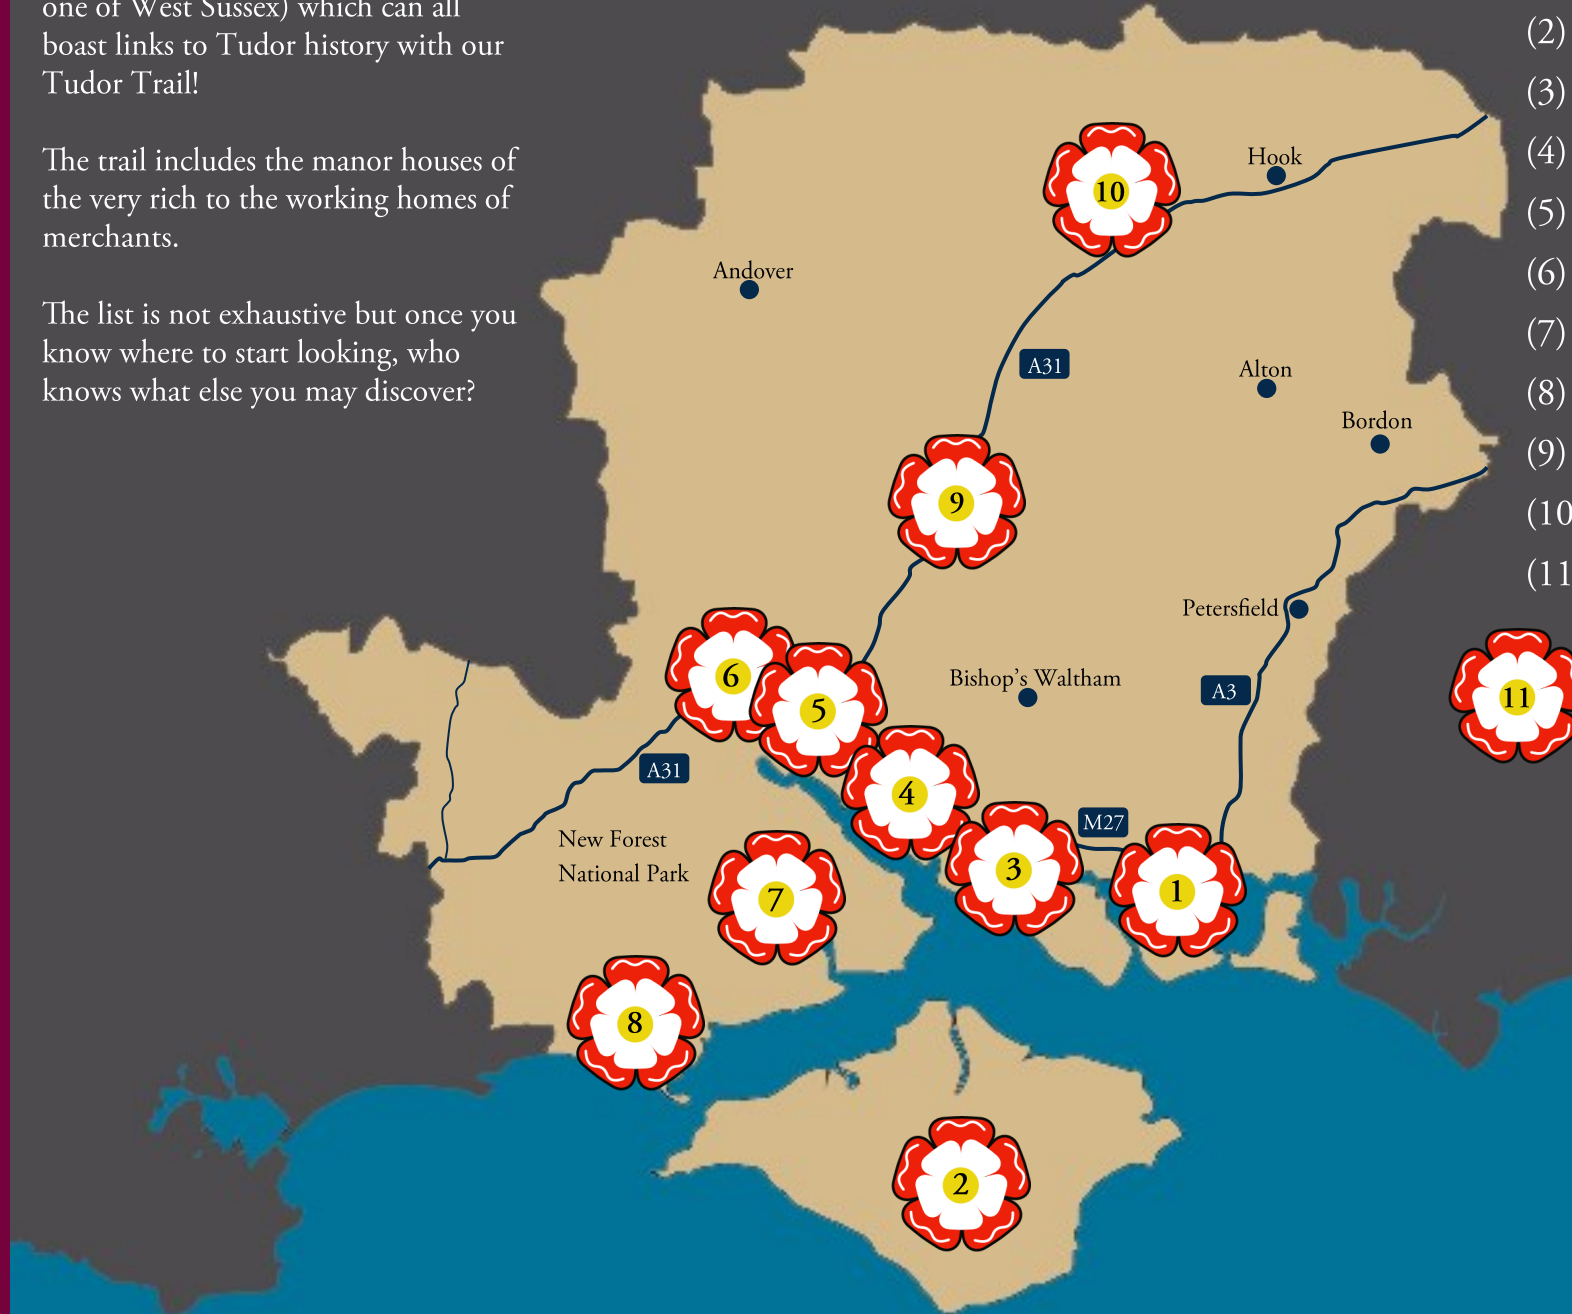 one of West Sussex) which can all
boast links to Tudor history with our
Tudor Trail!
The trail includes the manor houses of
the very rich to the working homes of
merchants.
The list is not exhaustive but once you
know where to start looking, who
knows what else you may discover?
(2)
(3)
(4)
(5)
(6)
(7)
(8)
(9)
(10
(11
10
Hook
Andover
A31
Alton
Bordon
9
Petersfield
6
5
Bishop's Waltham
A3
11
A31
4
New Forest
National Park
M27
3
1
7
8
2